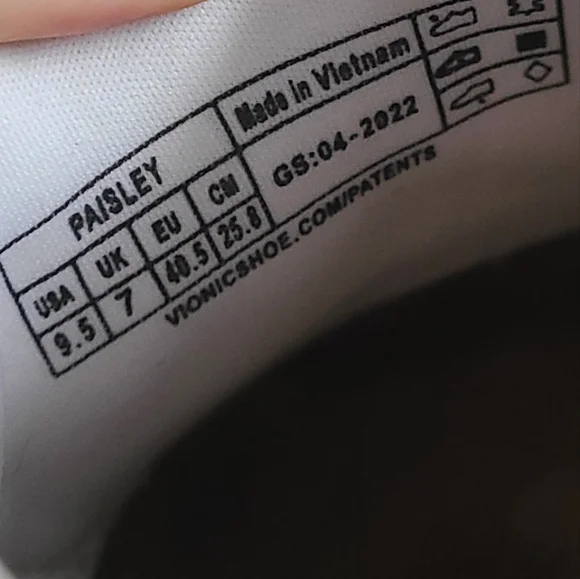 PAISLEY
Made in Vietnam
USA UK EU CM
9.5 7 40.5 25.8
GS:04-2022
VIONICSHOE.COM/PATENTS